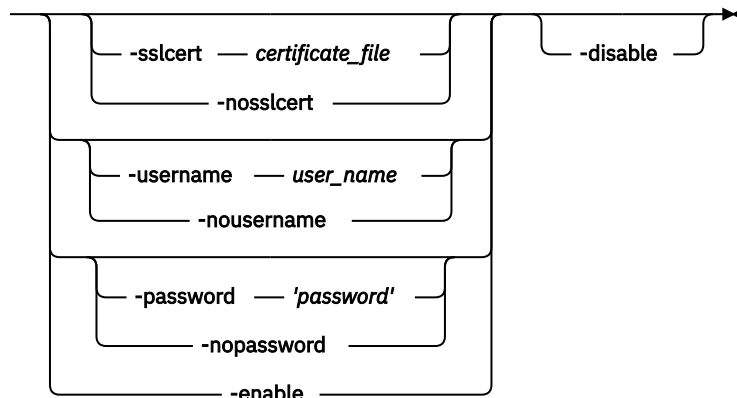 -sslcert certificate_file
-disable
-nosslcert
-username user_name
-nousername
-password 'password'
-nopassword
-enable